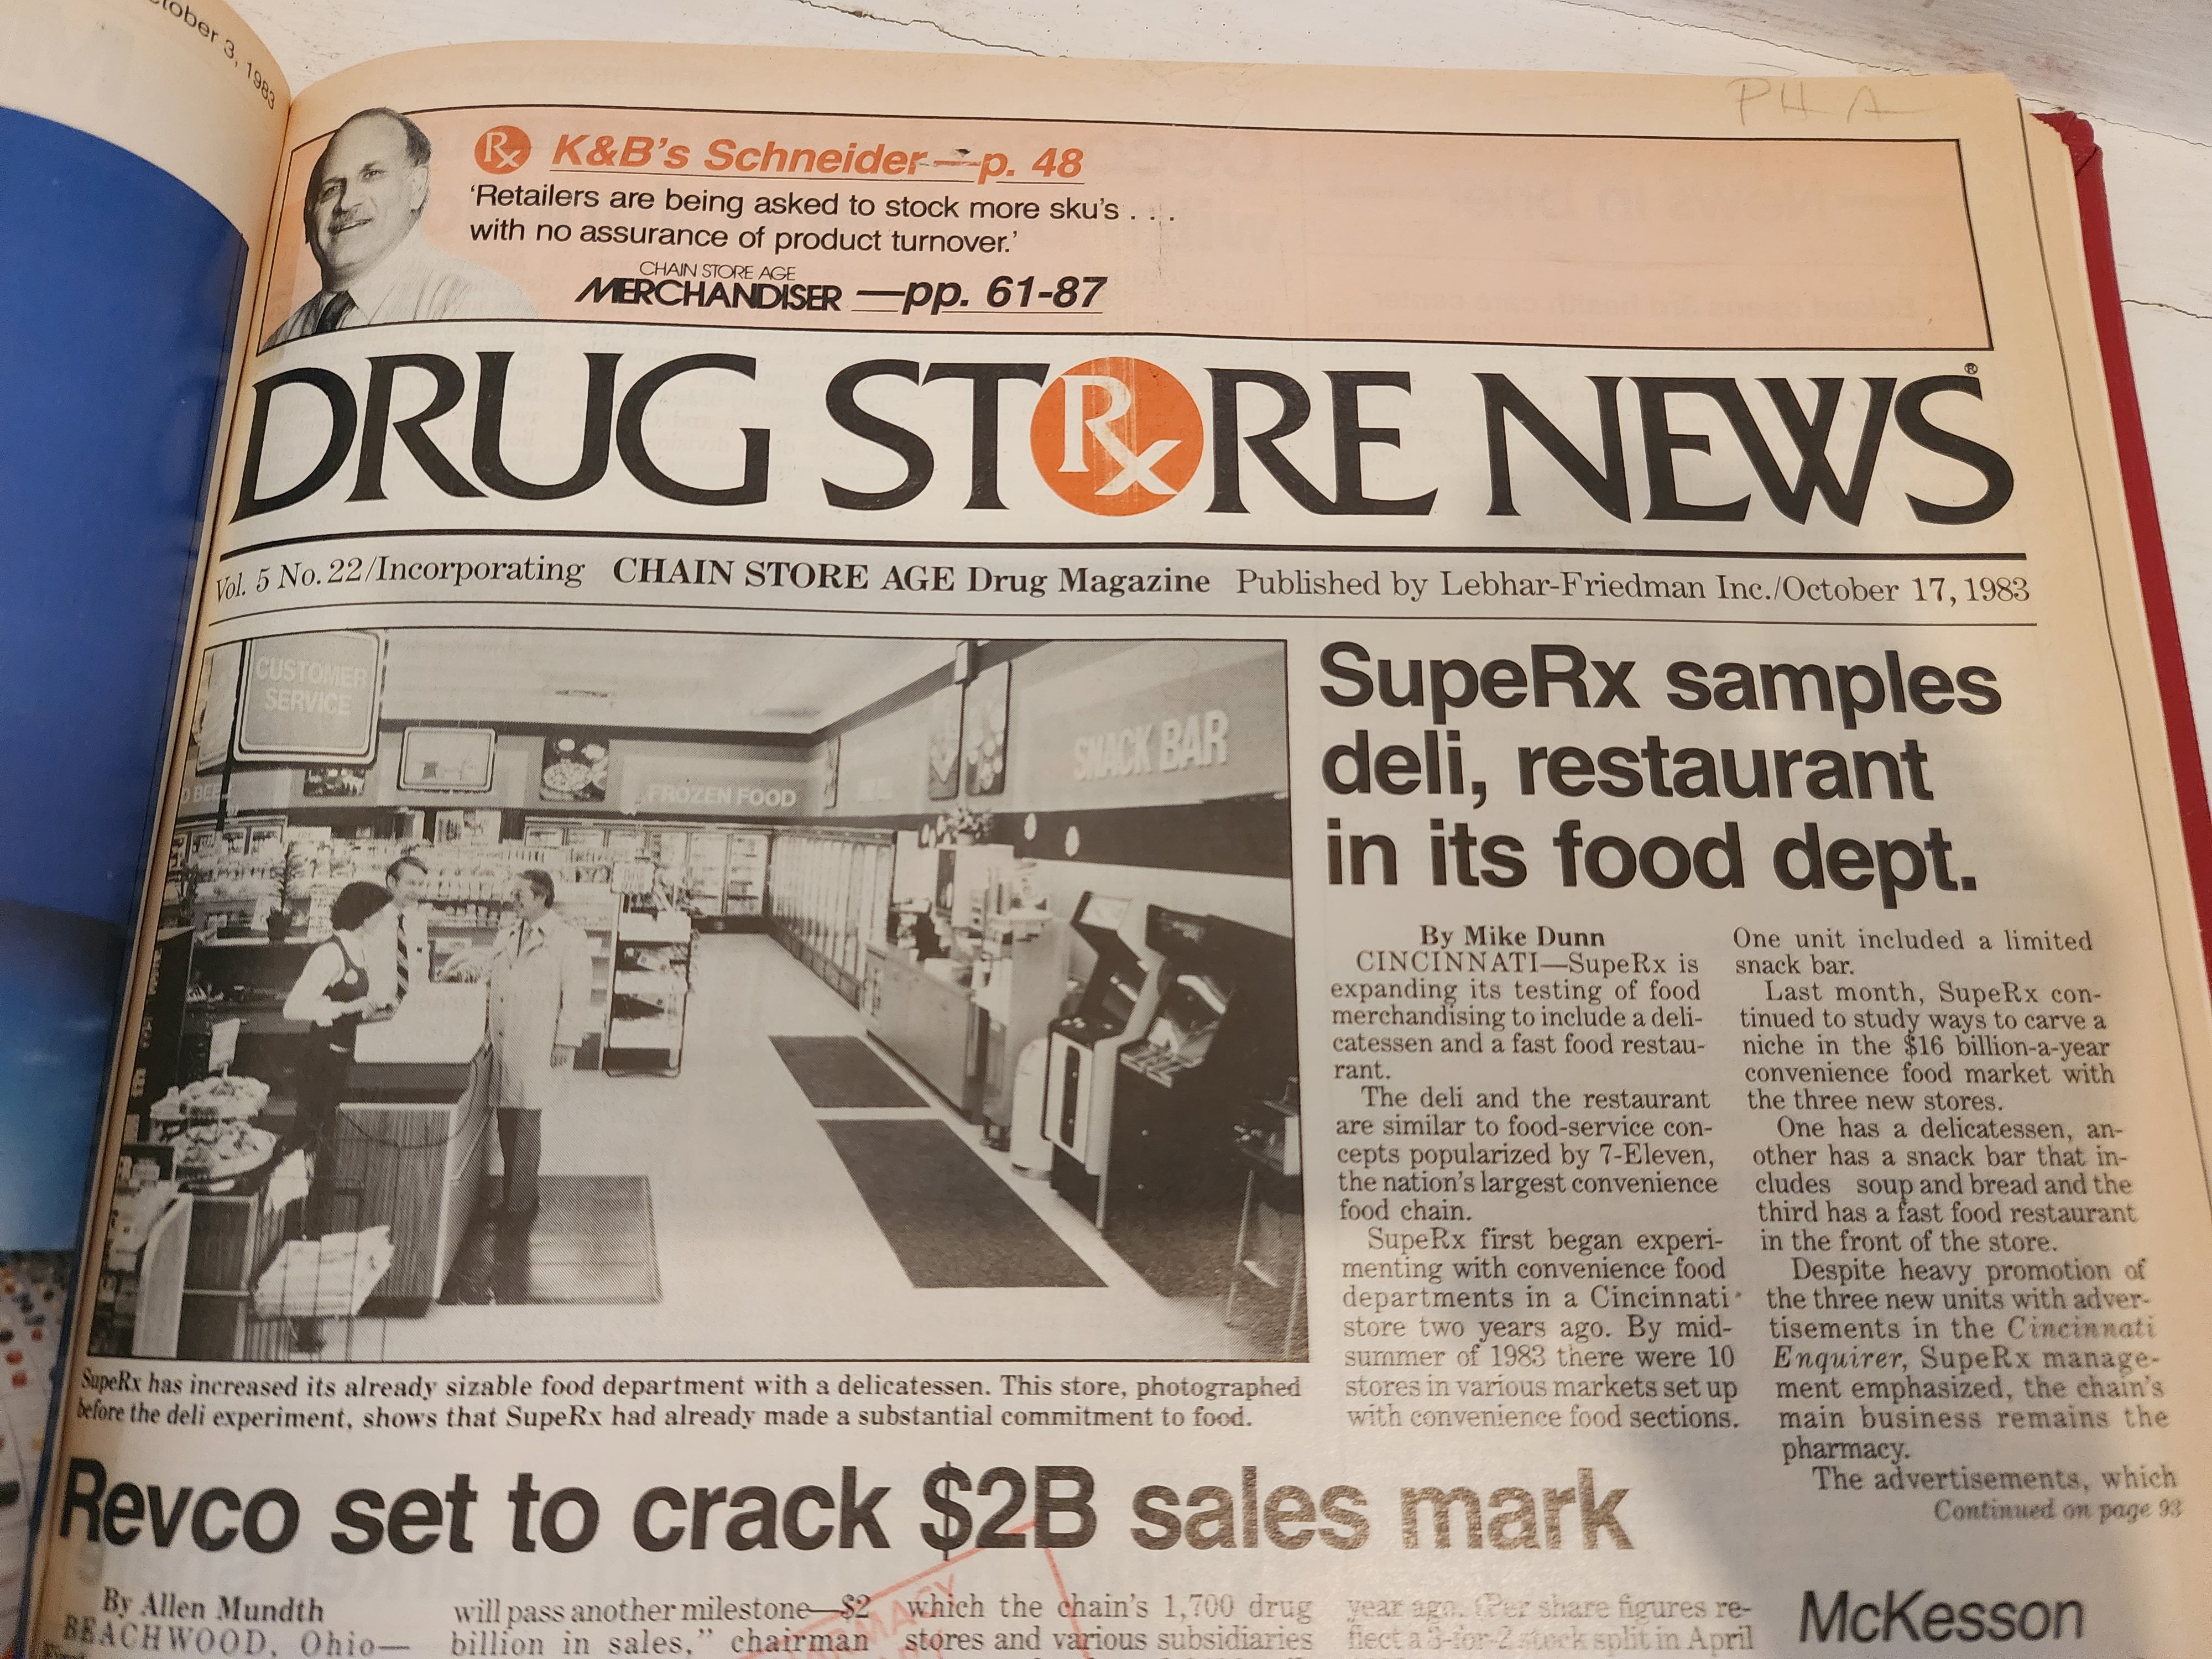 October 3, 1983
PHA
Rx K&B's Schneider—p. 48
'Retailers are being asked to stock more sku's . . .
with no assurance of product turnover.'
CHAIN STORE AGE
MERCHANDISER —pp. 61-87
DRUG STRxRE NEWS®
Vol. 5 No. 22/Incorporating CHAIN STORE AGE Drug Magazine Published by Lebhar-Friedman Inc./October 17, 1983
CUSTOMER
SERVICE
FROZEN FOOD
SNACK BAR
SupeRx has increased its already sizable food department with a delicatessen. This store, photographed
before the deli experiment, shows that SupeRx had already made a substantial commitment to food.
SupeRx samples
deli, restaurant
in its food dept.
By Mike Dunn
CINCINNATI—SupeRx is
expanding its testing of food
merchandising to include a deli-
catessen and a fast food restau-
rant.
The deli and the restaurant
are similar to food-service con-
cepts popularized by 7-Eleven,
the nation's largest convenience
food chain.
SupeRx first began experi-
menting with convenience food
departments in a Cincinnati
store two years ago. By mid-
summer of 1983 there were 10
stores in various markets set up
with convenience food sections.
One unit included a limited
snack bar.
Last month, SupeRx con-
tinued to study ways to carve a
niche in the $16 billion-a-year
convenience food market with
the three new stores.
One has a delicatessen, an-
other has a snack bar that in-
cludes soup and bread and the
third has a fast food restaurant
in the front of the store.
Despite heavy promotion of
the three new units with adver-
tisements in the Cincinnati
Enquirer, SupeRx manage-
ment emphasized, the chain's
main business remains the
pharmacy.
The advertisements, which
Continued on page 93
Revco set to crack $2B sales mark
By Allen Mundth
BEACHWOOD, Ohio—
will pass another milestone—$2
billion in sales," chairman
which the chain's 1,700 drug
stores and various subsidiaries
year ago. (Per share figures re-
flect a 3-for-2 stock split in April
McKesson